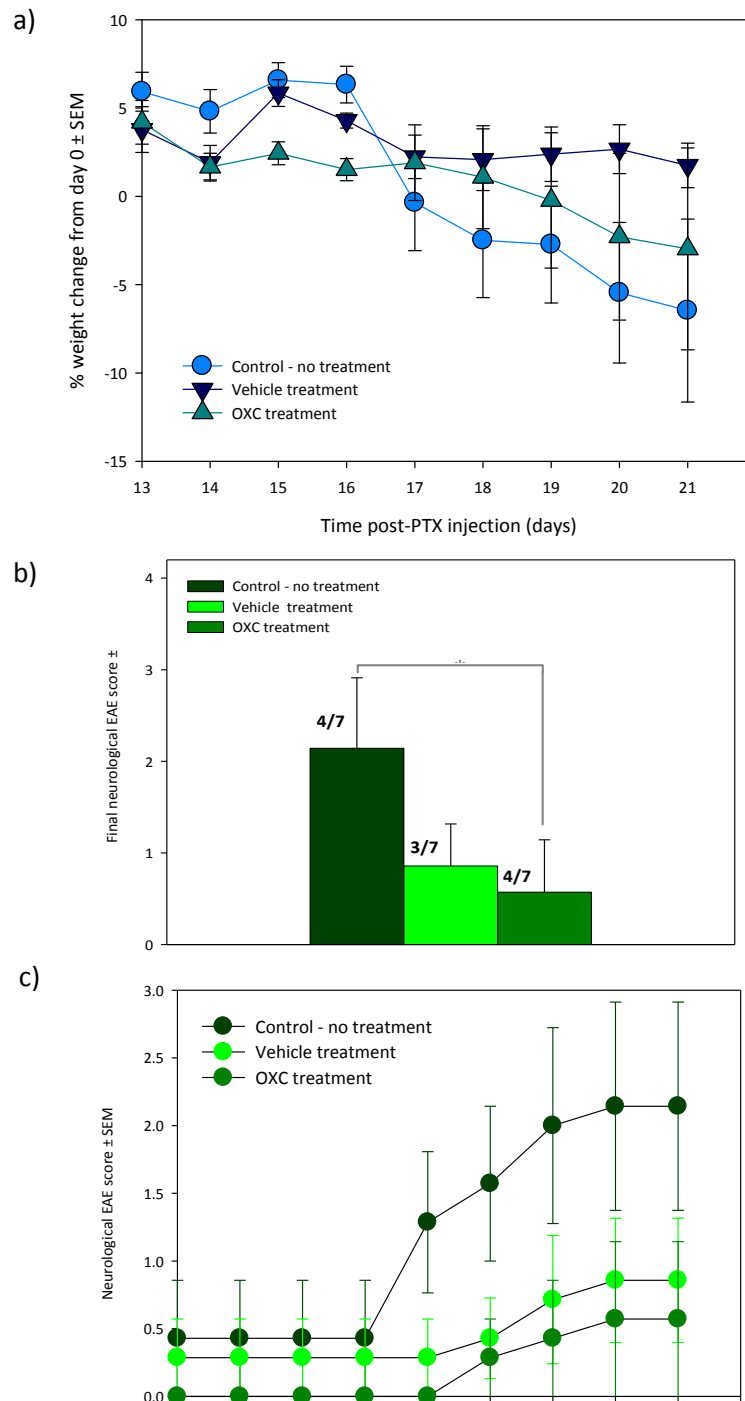 a)
% weight change from day 0 ± SEM
10
5
0
-5
-10
-15
Control - no treatment
Vehicle treatment
OXC treatment
13 14 15 16 17 18 19 20 21
Time post-PTX injection (days)
b)
Final neurological EAE score ±
4
3
2
1
0
Control - no treatment
Vehicle treatment
OXC treatment
*
4/7
3/7
4/7
c)
Neurological EAE score ± SEM
3.0
2.5
2.0
1.5
1.0
0.5
0.0
Control - no treatment
Vehicle treatment
OXC treatment